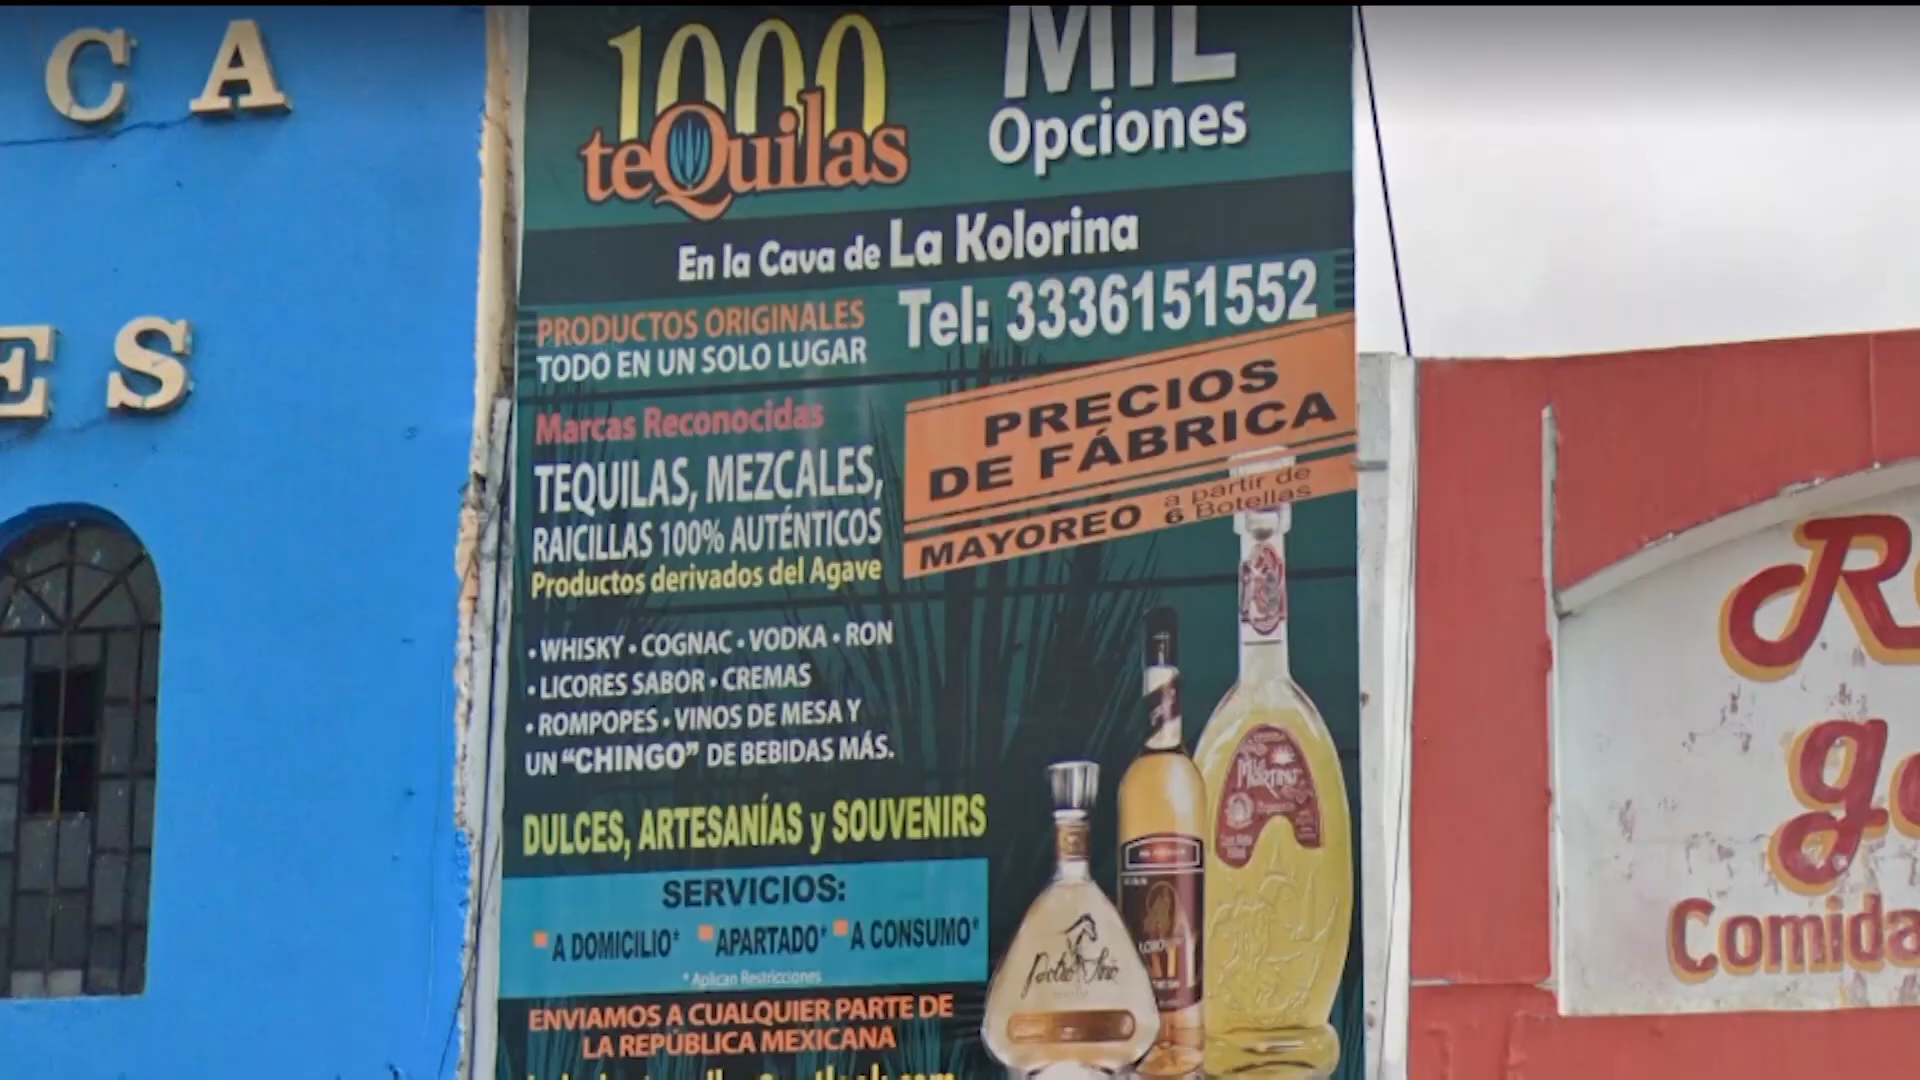 CA
ES
1000
teQuilas
MIL
Opciones
En la Cava de La Kolorina
PRODUCTOS ORIGINALES
TODO EN UN SOLO LUGAR
Tel: 3336151552
Marcas Reconocidas
TEQUILAS, MEZCALES,
RAICILLAS 100% AUTÉNTICOS
Productos derivados del Agave
PRECIOS
DE FÁBRICA
MAYOREO a partir de
6 Botellas
• WHISKY • COGNAC • VODKA • RON
• LICORES SABOR • CREMAS
• ROMPOPES • VINOS DE MESA Y
UN “CHINGO” DE BEBIDAS MÁS.
DULCES, ARTESANÍAS y SOUVENIRS
SERVICIOS:
A DOMICILIO* APARTADO* A CONSUMO*
* Aplican Restricciones
ENVIAMOS A CUALQUIER PARTE DE
LA REPÚBLICA MEXICANA
Comida